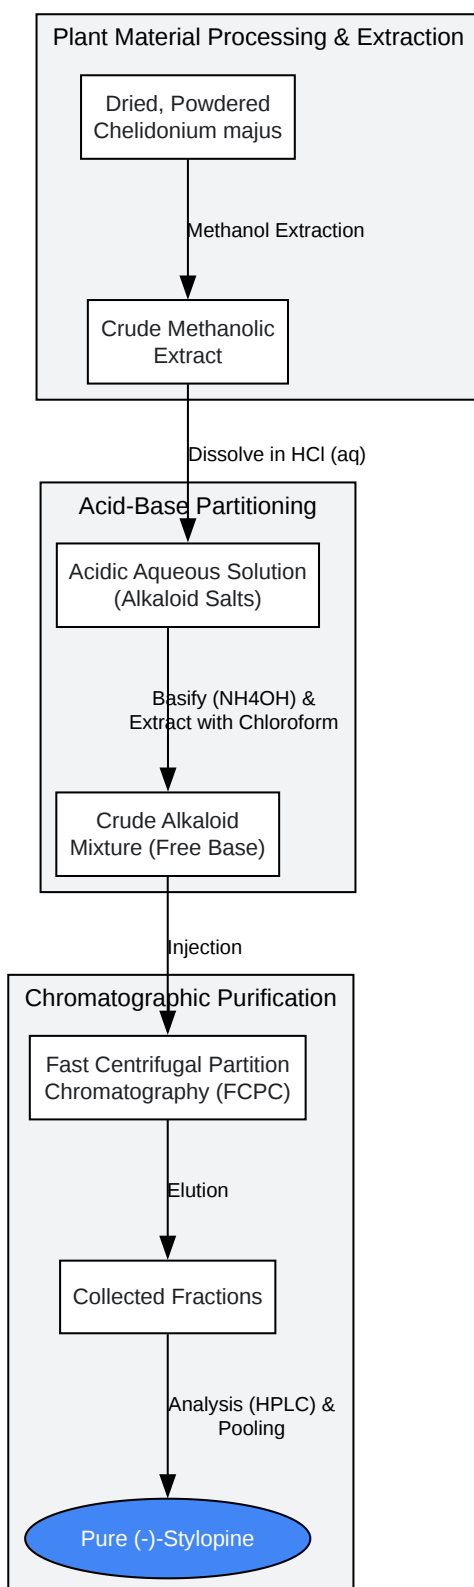 Plant Material Processing & Extraction
Dried, Powdered
Chelidonium majus
Methanol Extraction
Crude Methanolic
Extract
Dissolve in HCl (aq)
Acid-Base Partitioning
Acidic Aqueous Solution
(Alkaloid Salts)
Basify (NH4OH) &
Extract with Chloroform
Crude Alkaloid
Mixture (Free Base)
Injection
Chromatographic Purification
Fast Centrifugal Partition
Chromatography (FCPC)
Elution
Collected Fractions
Analysis (HPLC) &
Pooling
Pure (-)-Stylopine